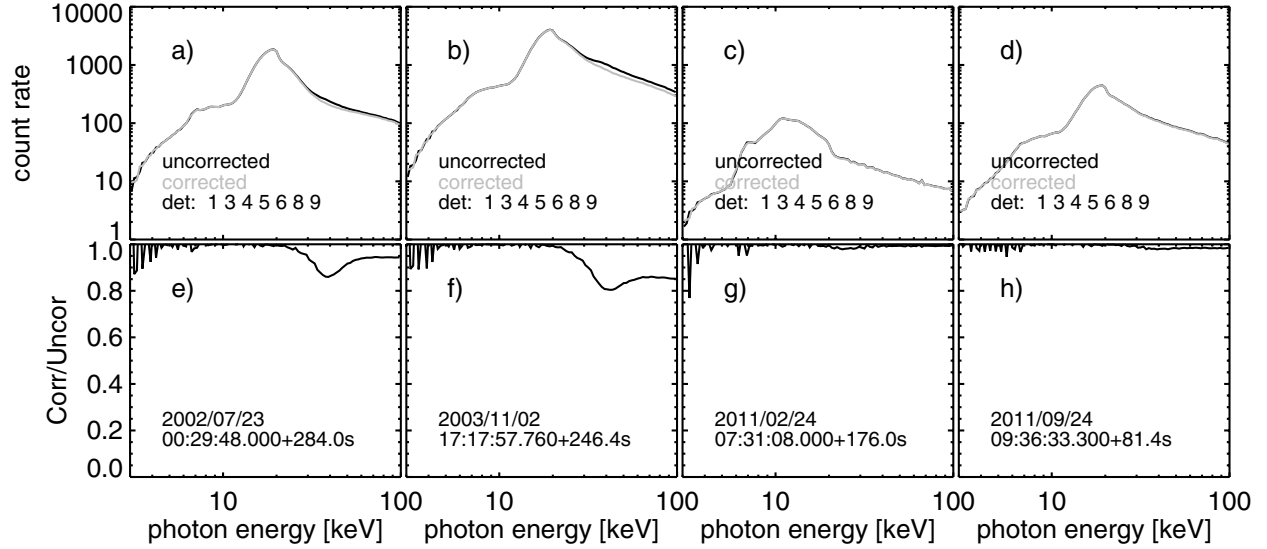 10000
1000
100
10
1
count rate
a)
uncorrected
corrected
det: 1 3 4 5 6 8 9
b)
uncorrected
corrected
det: 1 3 4 5 6 8 9
c)
uncorrected
corrected
det: 1 3 4 5 6 8 9
d)
uncorrected
corrected
det: 1 3 4 5 6 8 9
1.0
0.8
0.6
0.4
0.2
0.0
Corr/Uncor
e)
2002/07/23
00:29:48.000+284.0s
f)
2003/11/02
17:17:57.760+246.4s
g)
2011/02/24
07:31:08.000+176.0s
h)
2011/09/24
09:36:33.300+81.4s
10 100 10 100 10 100 10 100
photon energy [keV] photon energy [keV] photon energy [keV] photon energy [keV]